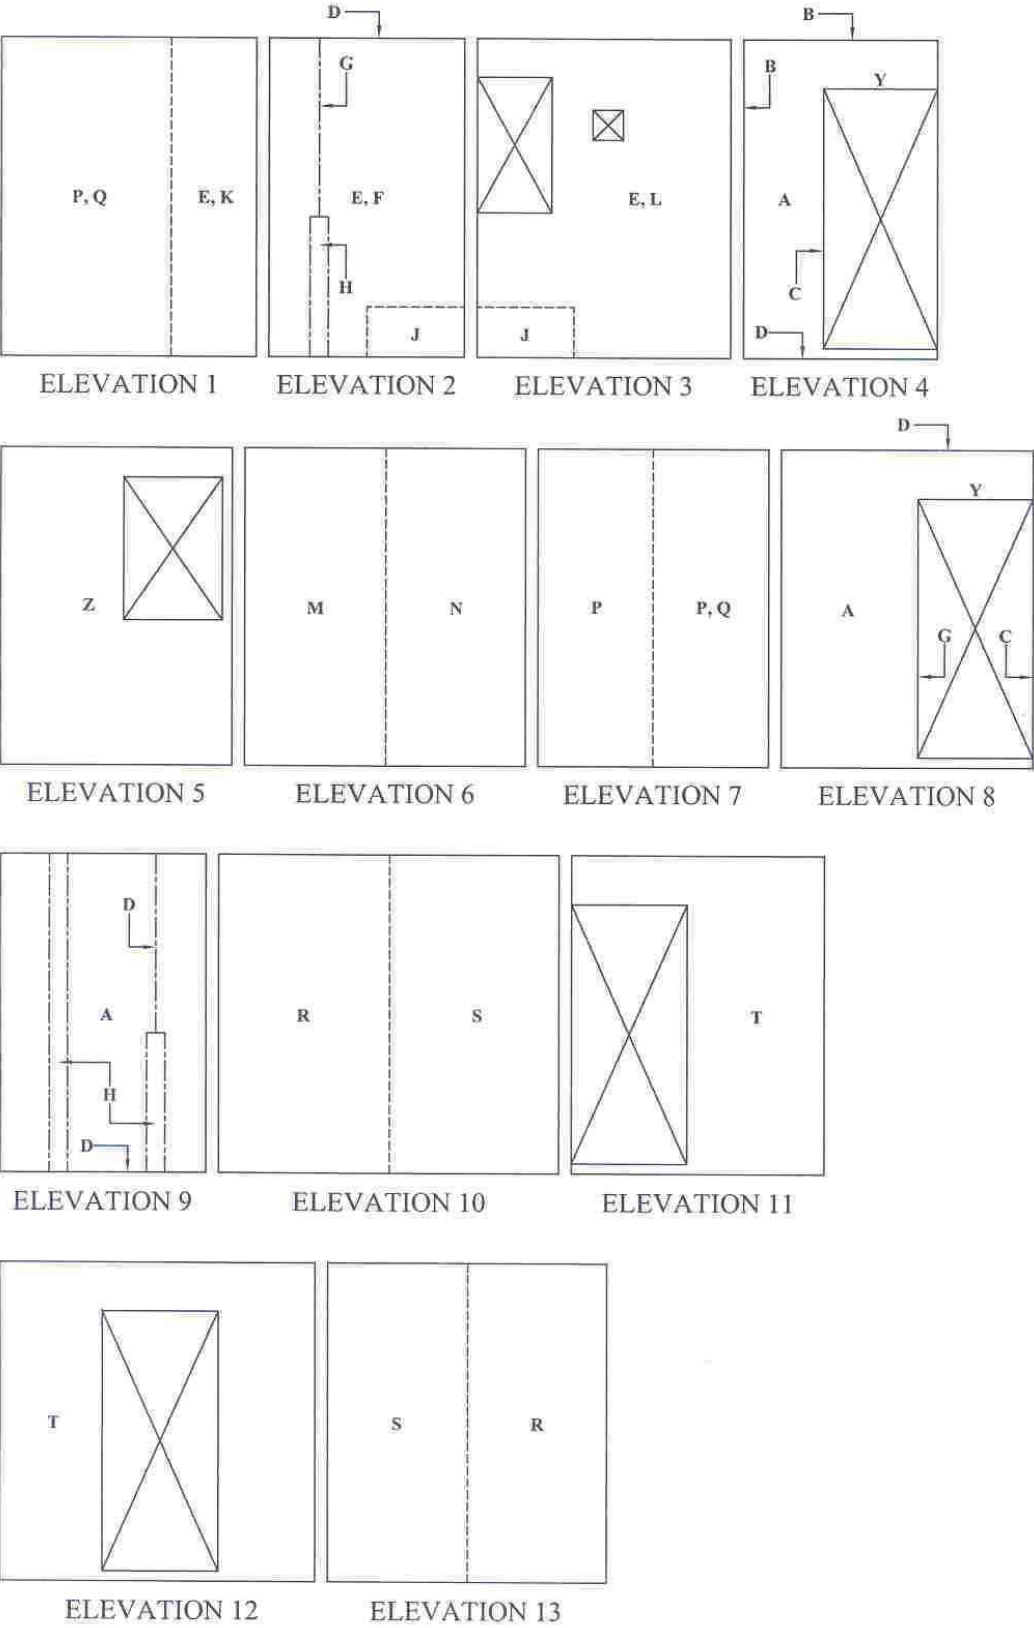 D
B
G
B
Y
P, Q
E, K
E, F
E, L
A
H
C
J
J
D
ELEVATION 1
ELEVATION 2
ELEVATION 3
ELEVATION 4
D
Y
Z
M
N
P
P, Q
A
G
C
ELEVATION 5
ELEVATION 6
ELEVATION 7
ELEVATION 8
D
A
R
S
T
H
D
ELEVATION 9
ELEVATION 10
ELEVATION 11
T
S
R
ELEVATION 12
ELEVATION 13